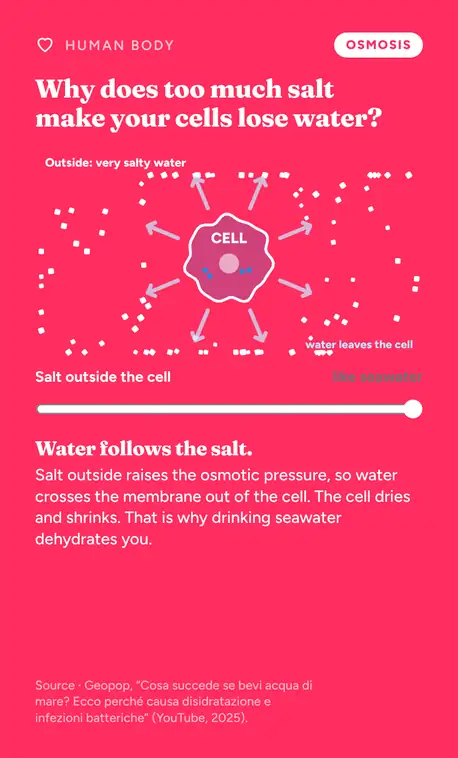 HUMAN BODY
OSMOSIS
Why does too much salt
make your cells lose water?
Outside: very salty water
CELL
water leaves the cell
Salt outside the cell
like seawater
Water follows the salt.
Salt outside raises the osmotic pressure, so water
crosses the membrane out of the cell. The cell dries
and shrinks. That is why drinking seawater
dehydrates you.
Source · Geopop, “Cosa succede se bevi acqua di
mare? Ecco perché causa disidratazione e
infezioni batteriche” (YouTube, 2025).